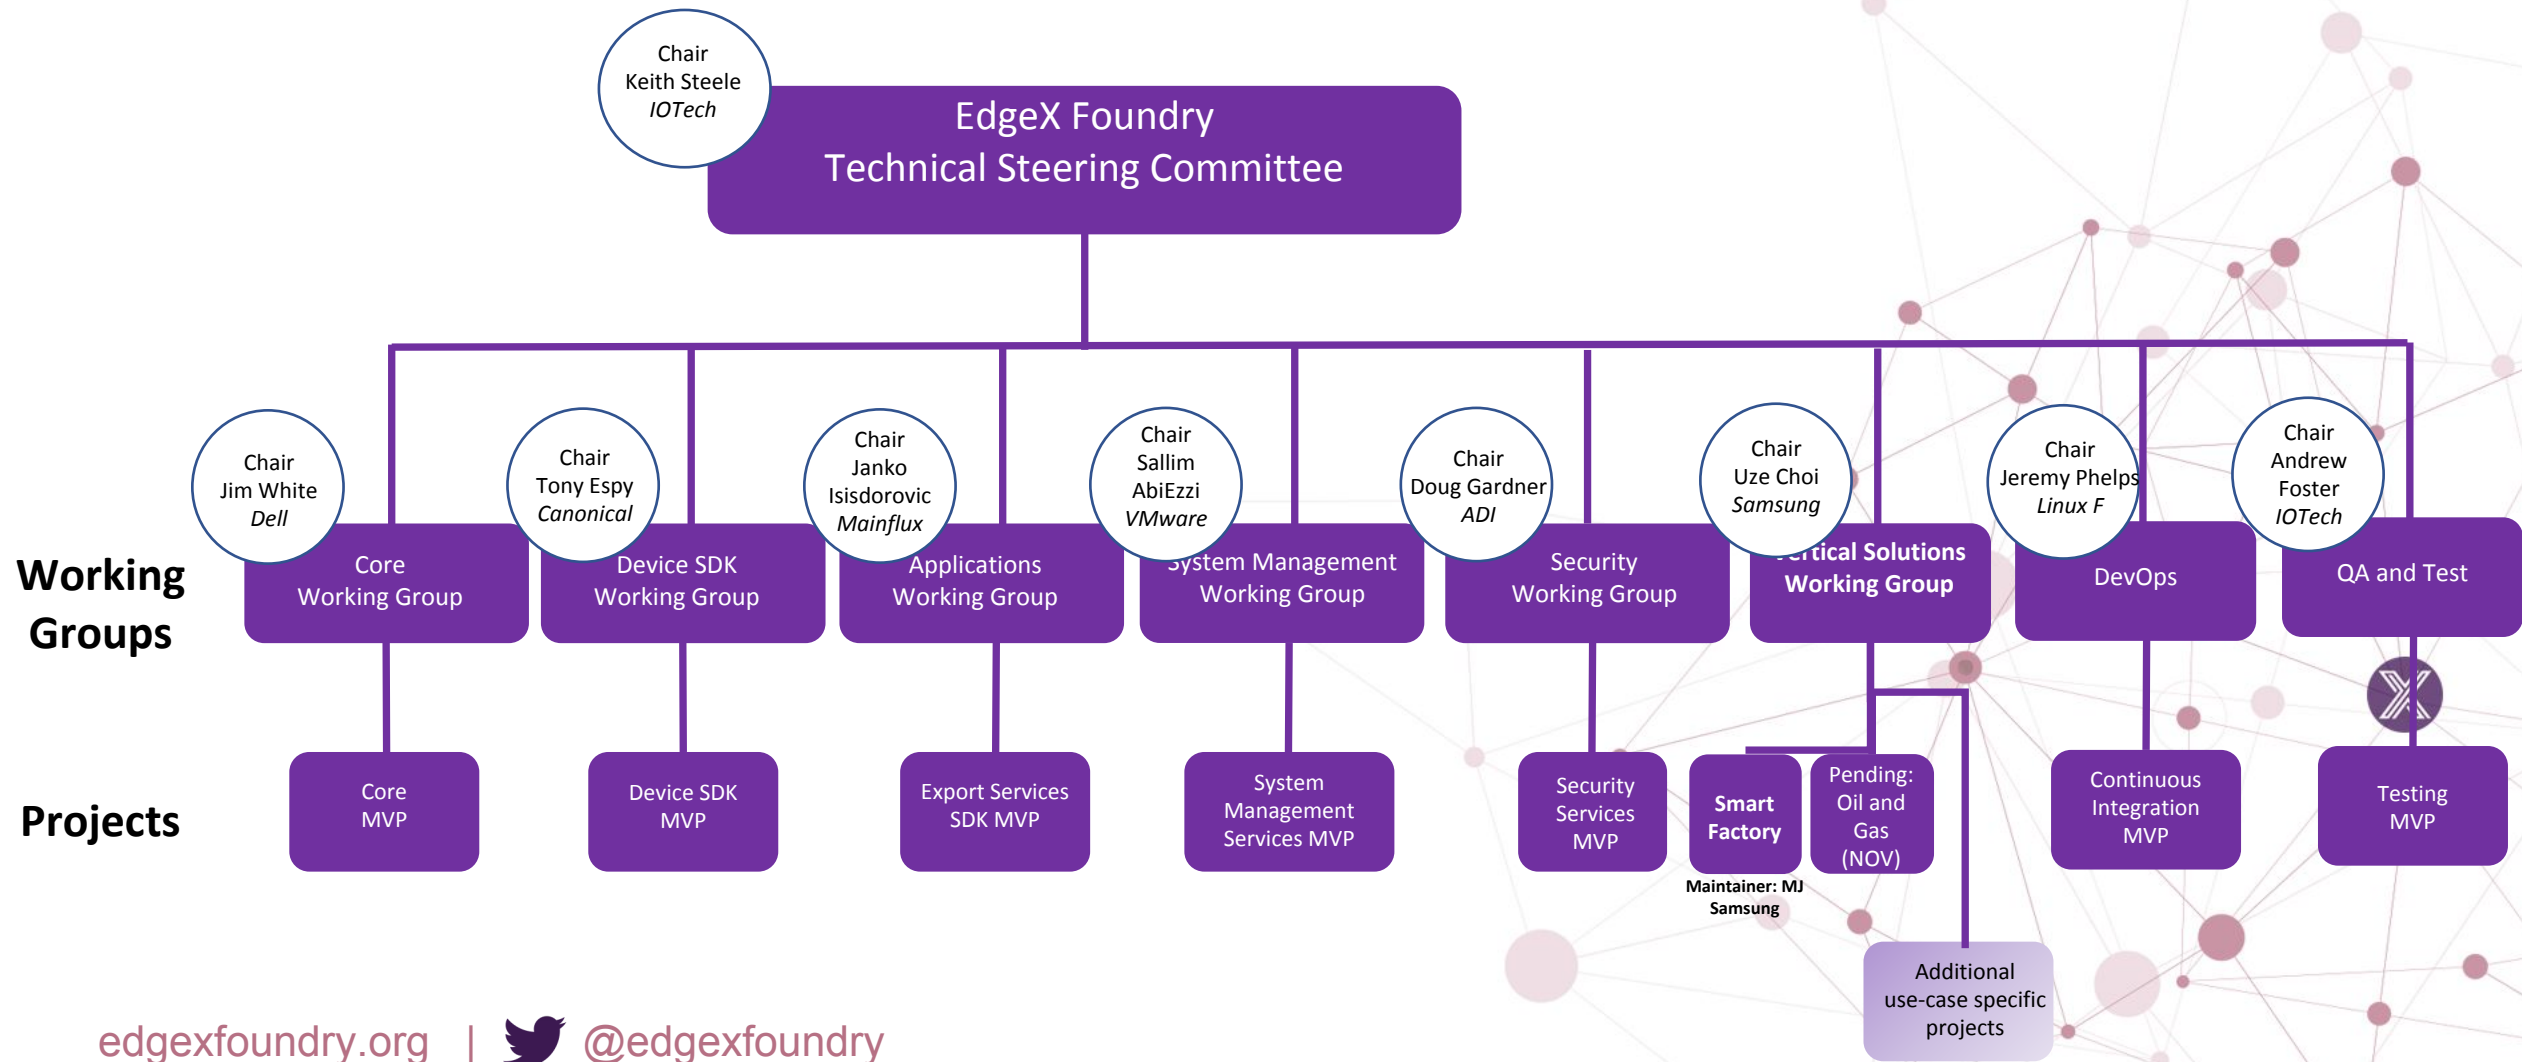 Chair
Keith Steele
IOTech
EdgeX Foundry
Technical Steering Committee
Chair
Jim White
Dell
Chair
Tony Espy
Canonical
Chair
Janko
Isisdorovic
Mainflux
Chair
Sallim
AbiEzzi
VMware
Chair
Doug Gardner
ADI
Chair
Uze Choi
Samsung
Chair
Jeremy Phelps
Linux F
Chair
Andrew
Foster
IOTech
Working
Groups
Core
Working Group
Device SDK
Working Group
Applications
Working Group
System Management
Working Group
Security
Working Group
Vertical Solutions
Working Group
DevOps
QA and Test
Projects
Core
MVP
Device SDK
MVP
Export Services
SDK MVP
System
Management
Services MVP
Security
Services
MVP
Smart
Factory
Maintainer: MJ
Samsung
Pending:
Oil and
Gas
(NOV)
Continuous
Integration
MVP
Testing
MVP
Additional
use-case specific
projects
edgexfoundry.org | @edgexfoundry